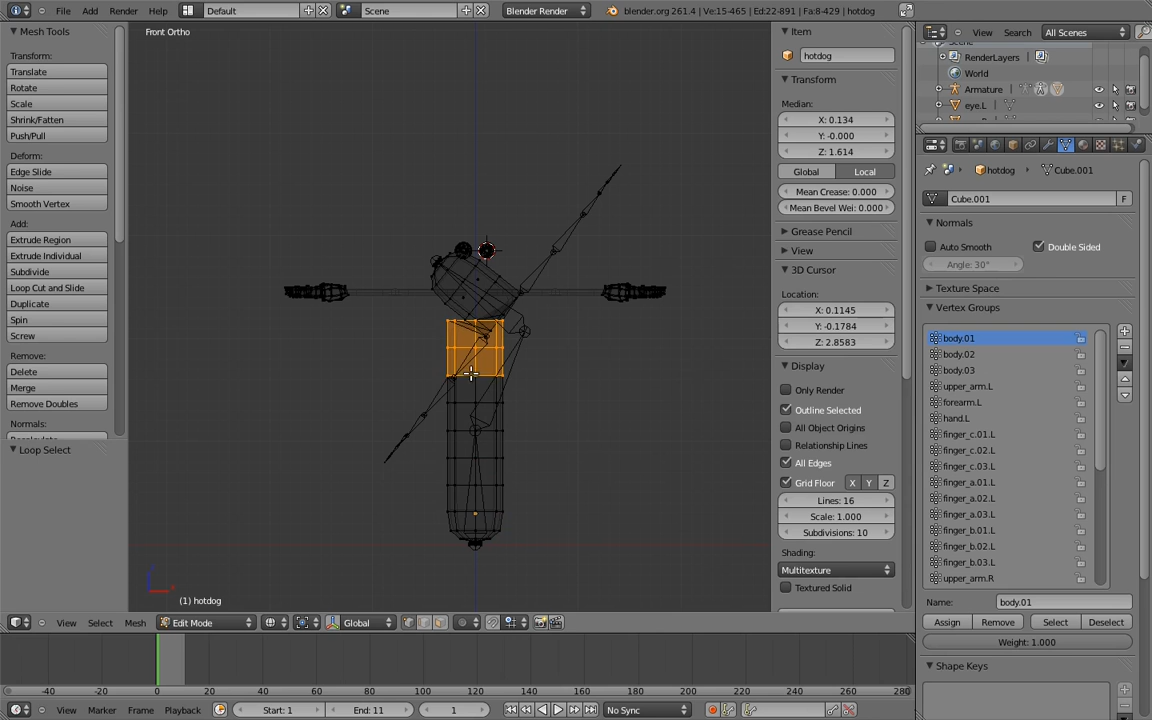 File Add Render Help Default Scene Blender Render blender.org 261.4 | Ve:15-465 | Ed:22-891 | Fa:8-429 | hotdog
Mesh Tools
Transform:
Translate
Rotate
Scale
Shrink/Fatten
Push/Pull
Deform:
Edge Slide
Noise
Smooth Vertex
Add:
Extrude Region
Extrude Individual
Subdivide
Loop Cut and Slide
Duplicate
Spin
Screw
Remove:
Delete
Merge
Remove Doubles
Normals:
Loop Select
Front Ortho
(1) hotdog
View Select Mesh Edit Mode Global
Item
hotdog
Transform
Median:
X: 0.134
Y: -0.000
Z: 1.614
Global Local
Mean Crease: 0.000
Mean Bevel Wei: 0.000
Grease Pencil
View
3D Cursor
Location:
X: 0.1145
Y: -0.1784
Z: 2.8583
Display
Only Render
Outline Selected
All Object Origins
Relationship Lines
All Edges
Grid Floor X Y Z
Lines: 16
Scale: 1.000
Subdivisions: 10
Shading:
Multitexture
Textured Solid
View Search All Scenes
RenderLayers
World
Armature
eye.L
hotdog Cube.001
Cube.001 F
Normals
Auto Smooth Double Sided
Angle: 30°
Texture Space
Vertex Groups
body.01
body.02
body.03
upper_arm.L
forearm.L
hand.L
finger_c.01.L
finger_c.02.L
finger_c.03.L
finger_a.01.L
finger_a.02.L
finger_a.03.L
finger_b.01.L
finger_b.02.L
finger_b.03.L
upper_arm.R
Name: body.01
Assign Remove Select Deselect
Weight: 1.000
Shape Keys
-40 -20 0 20 40 60 80 100 120 140 160 180 200 220 240 260 280
View Marker Frame Playback Start: 1 End: 11 1 No Sync